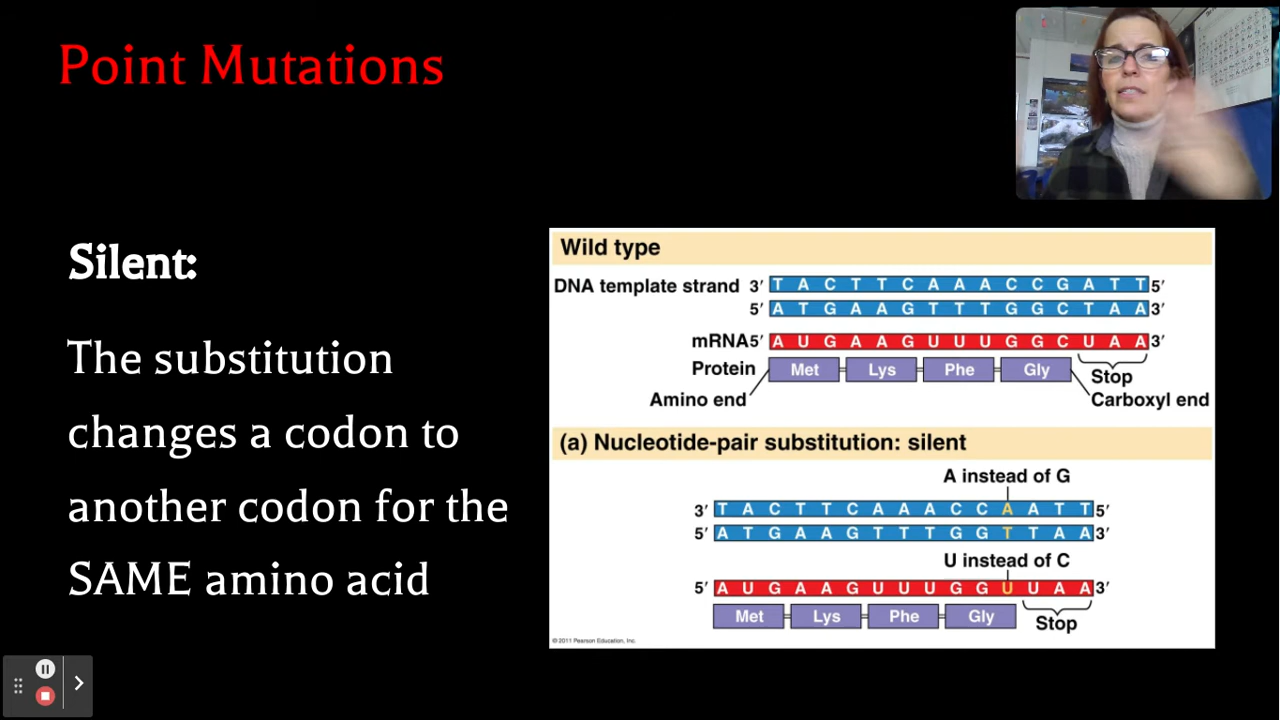 Point Mutations
Silent:
The substitution
changes a codon to
another codon for the
SAME amino acid
Wild type
DNA template strand 3′ T A C T T C A A A C C G A T T 5′
5′ A T G A A G T T T G G C T A A 3′
mRNA 5′ A U G A A G U U U G G C U A A 3′
Protein Met Lys Phe Gly Stop
Amino end Carboxyl end
(a) Nucleotide-pair substitution: silent
A instead of G
3′ T A C T T C A A A C C A A T T 5′
5′ A T G A A G T T T G G T T A A 3′
U instead of C
5′ A U G A A G U U U G G U U A A 3′
Met Lys Phe Gly Stop
© 2011 Pearson Education, Inc.